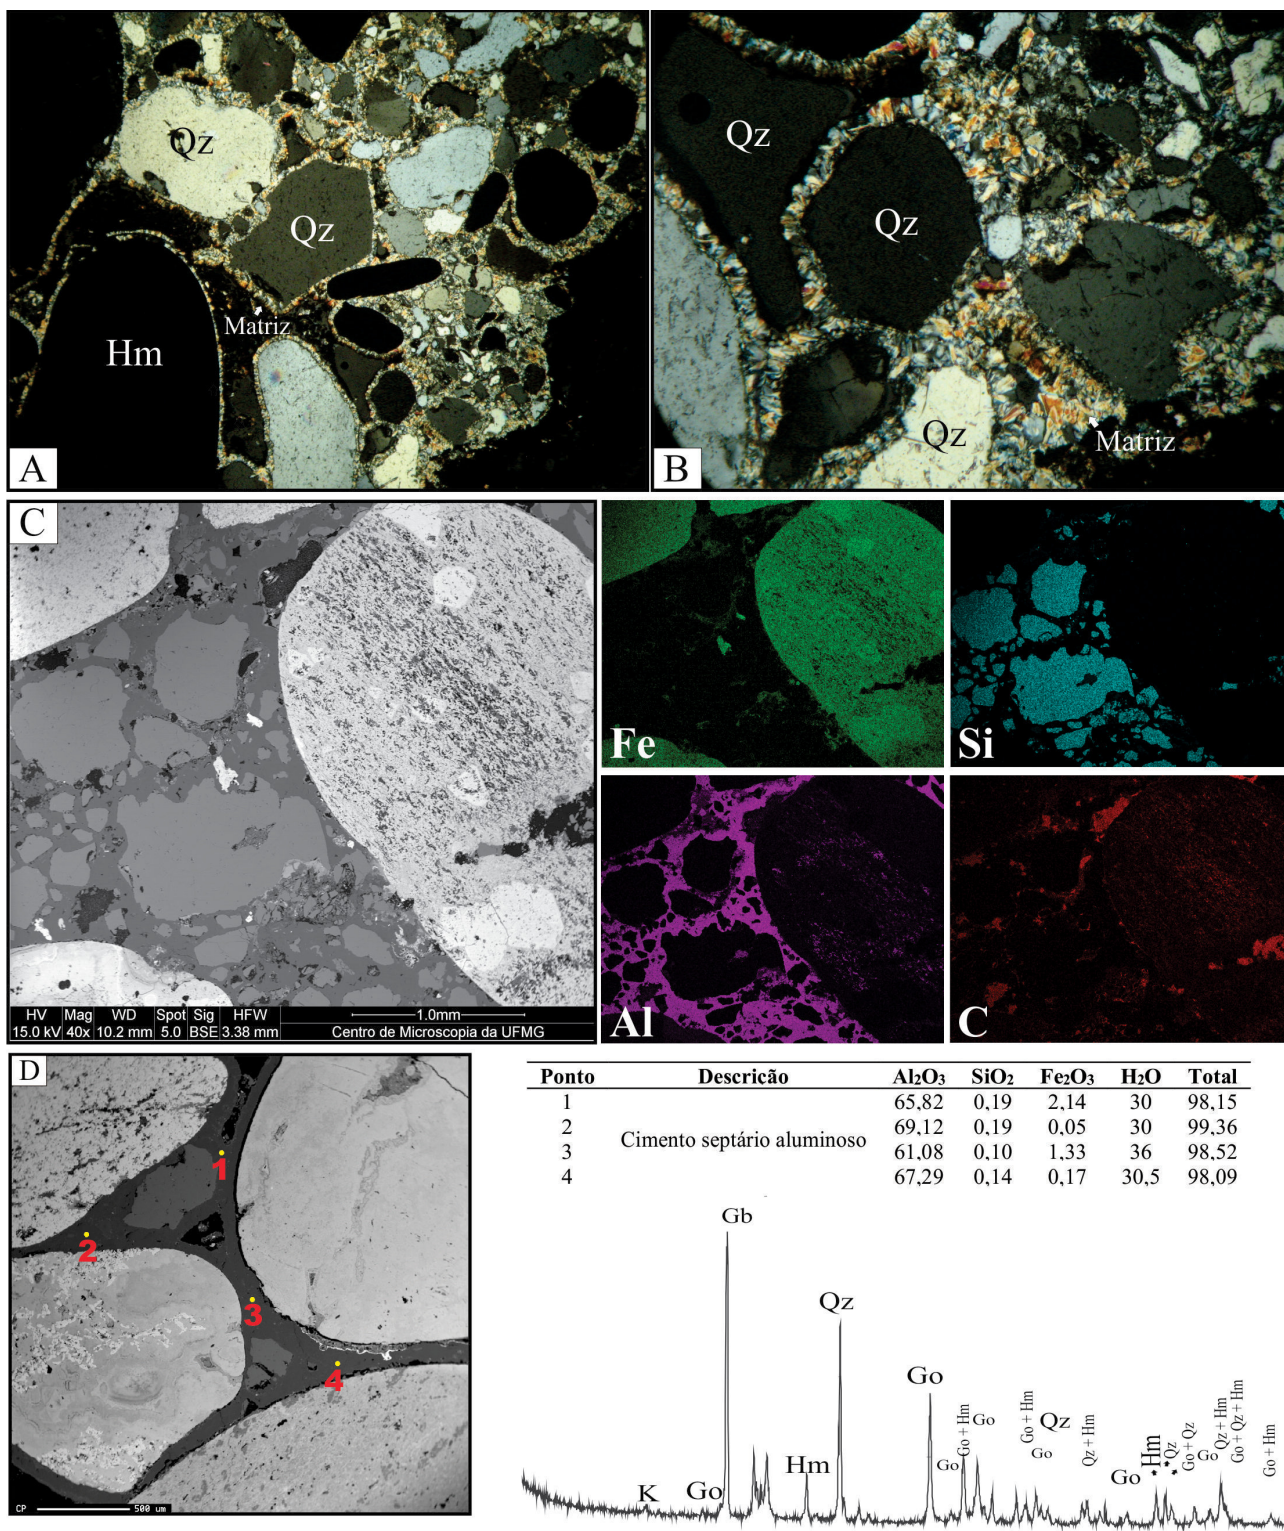 Qz
Qz
Matriz
Hm
A
Qz
Qz
Qz
Matriz
B
C
HV Mag WD Spot Sig HFW
15.0 kV 40x 10.2 mm 5.0 BSE 3.38 mm
1.0mm
Centro de Microscopia da UFMG
Fe
Si
Al
C
D
1
2
3
4
CP 500 um
Ponto Descrição Al₂O₃ SiO₂ Fe₂O₃ H₂O Total
1 65,82 0,19 2,14 30 98,15
2 69,12 0,19 0,05 30 99,36
Cimento septário aluminoso
3 61,08 0,10 1,33 36 98,52
4 67,29 0,14 0,17 30,5 98,09
Gb
Qz
Go
K
Go
Hm
Go
Go + Hm
Go
Go + Hm
Qz
Go
Qz + Hm
Go
Hm
Qz
Go + Qz
Go
Qz + Hm
Go + Qz + Hm
Go + Hm